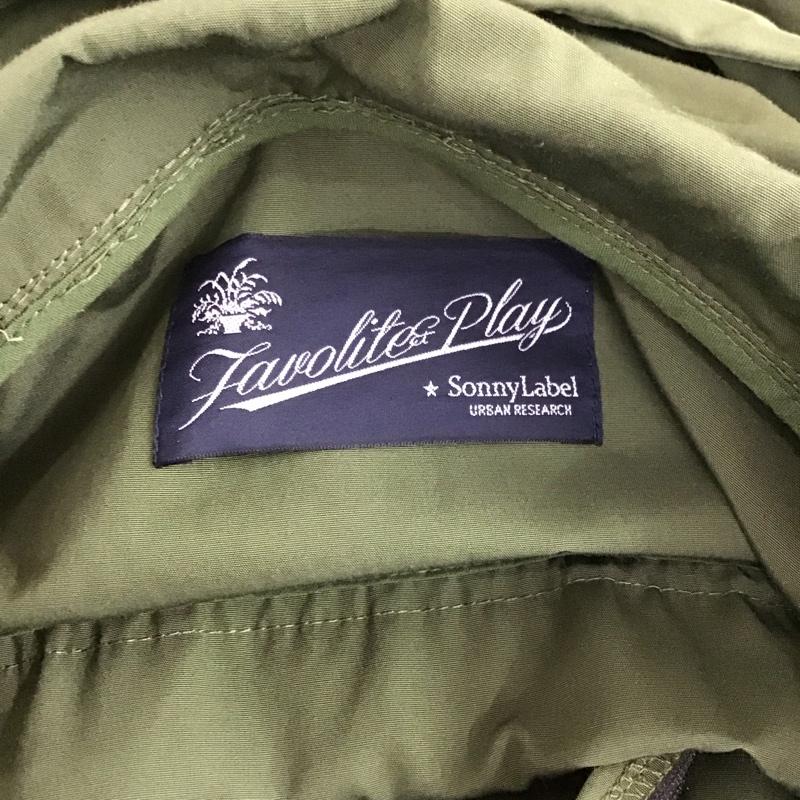 Favolite & Play
★ SonnyLabel
URBAN RESEARCH